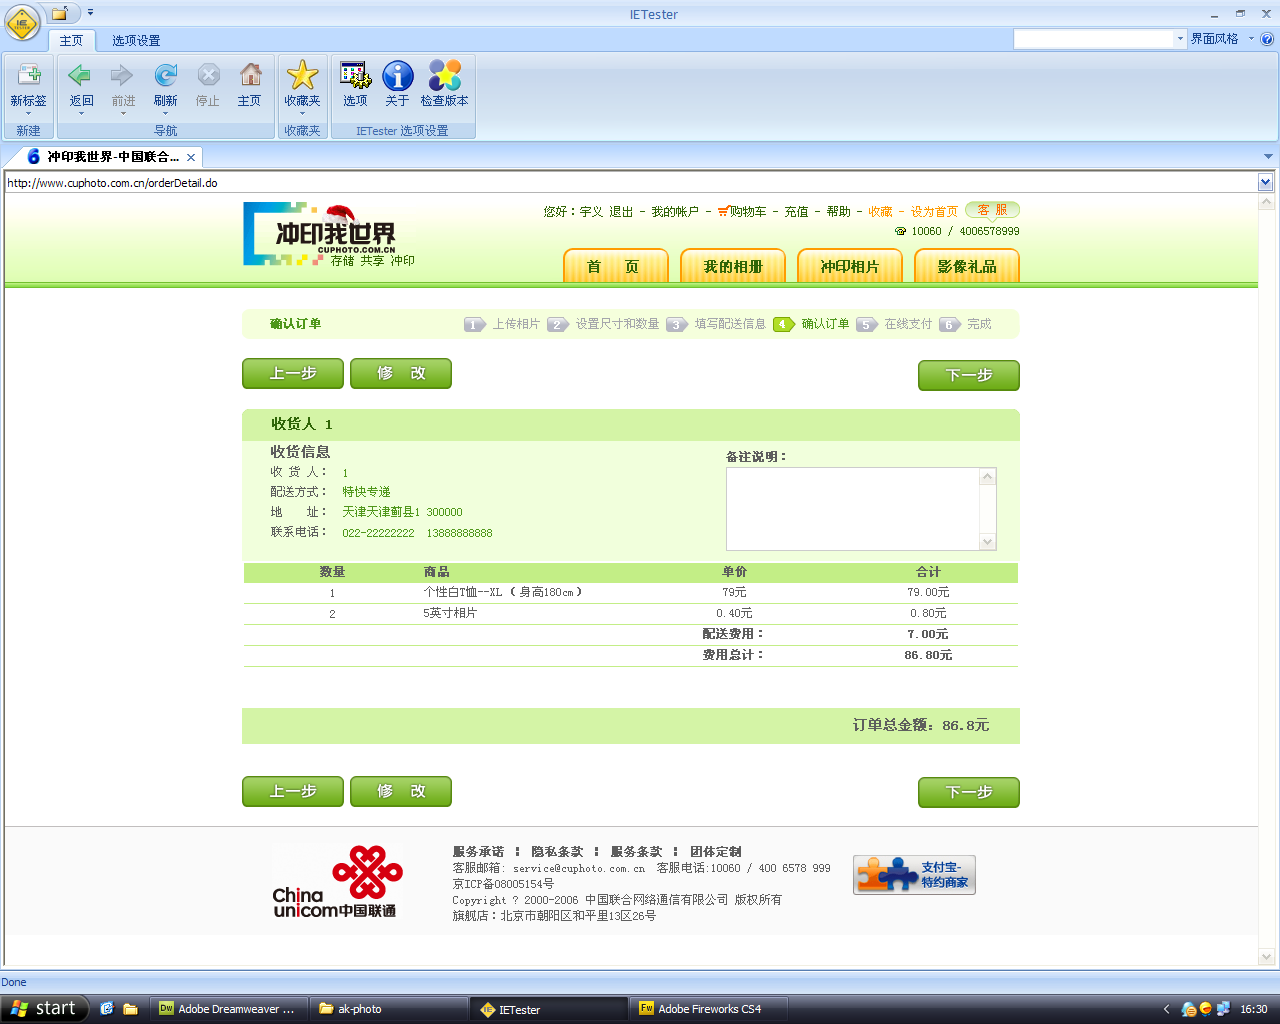 IETester
主页 选项设置 界面风格
新标签 返回 前进 刷新 停止 主页 收藏夹 选项 关于 检查版本
新建 导航 收藏夹 IETester 选项设置
6 冲印我世界-中国联合...
http://www.cuphoto.com.cn/orderDetail.do
冲印我世界
CUPHOTO.COM.CN
存储 共享 冲印
您好：宇义 退出 - 我的帐户 - 购物车 - 充值 - 帮助 - 收藏 - 设为首页 客 服
10060 / 4006578999
首 页 我的相册 冲印相片 影像礼品
确认订单 1 上传相片 2 设置尺寸和数量 3 填写配送信息 4 确认订单 5 在线支付 6 完成
上一步 修 改 下一步
收货人 1
收货信息 备注说明：
收 货 人： 1
配送方式： 特快专递
地 址： 天津天津蓟县1 300000
联系电话： 022-22222222 13888888888
数量 商品 单价 合计
1 个性白T恤--XL （ 身高180cm ） 79元 79.00元
2 5英寸相片 0.40元 0.80元
配送费用： 7.00元
费用总计： 86.80元
订单总金额：86.8元
上一步 修 改 下一步
China
unicom中国联通
服务承诺 ： 隐私条款 ： 服务条款 ： 团体定制
客服邮箱: service@cuphoto.com.cn 客服电话:10060 / 400 6578 999
京ICP备08005154号
Copyright ? 2000-2006 中国联合网络通信有限公司 版权所有
旗舰店：北京市朝阳区和平里13区26号
支付宝-
特约商家
Done
start Adobe Dreamweaver ... ak-photo IETester Adobe Fireworks CS4 16:30